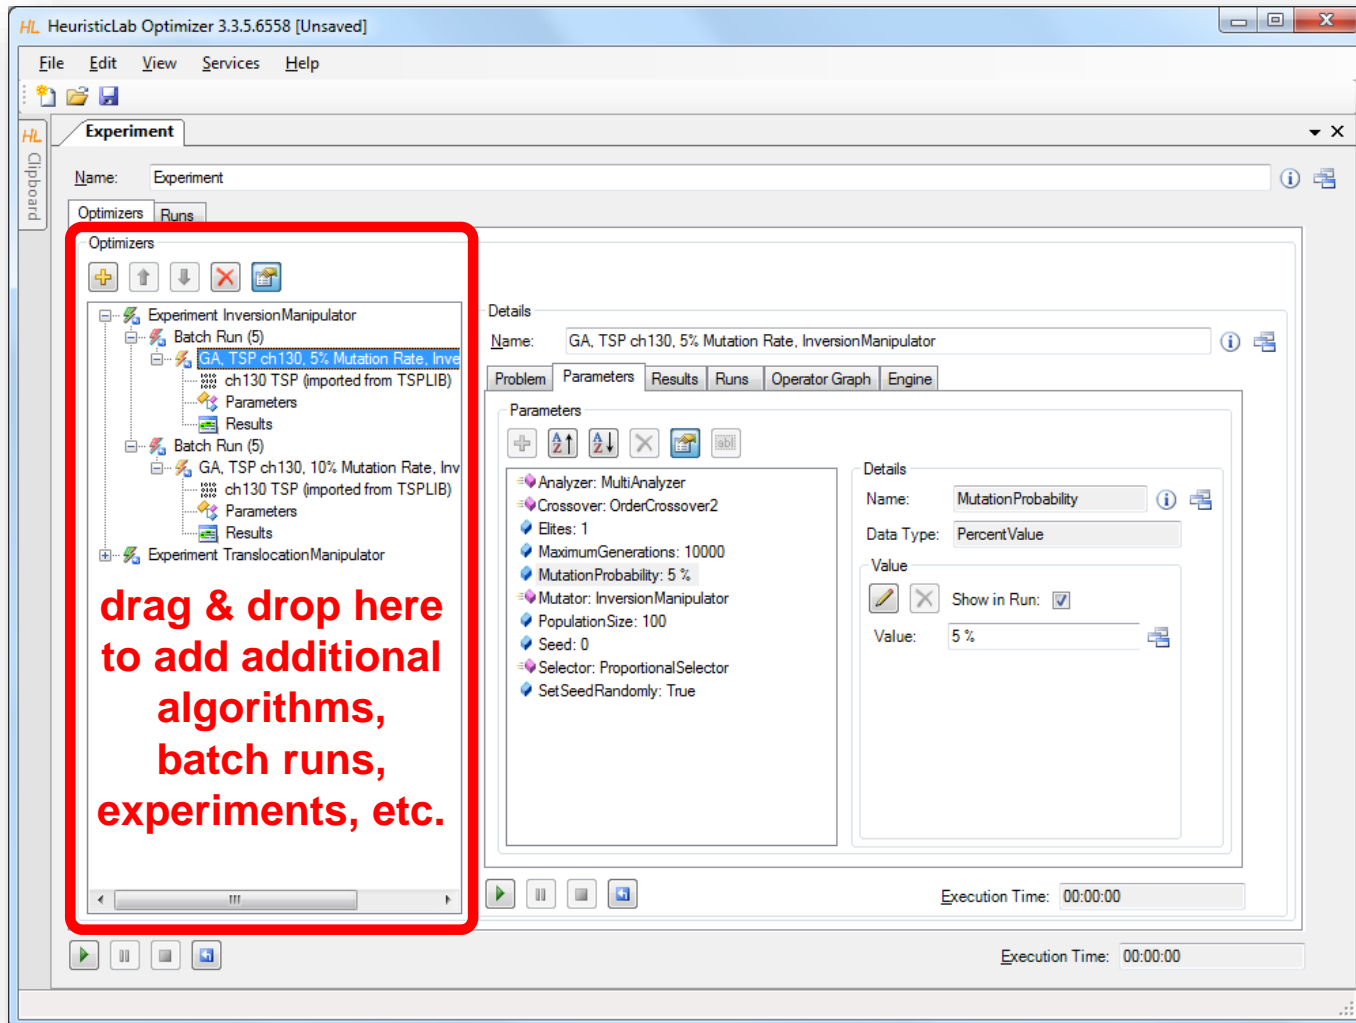 HL HeuristicLab Optimizer 3.3.5.6558 [Unsaved]
File Edit View Services Help
HL Clipboard
Experiment
Name: Experiment
Optimizers Runs
Optimizers
Experiment InversionManipulator
Batch Run (5)
GA, TSP ch130, 5% Mutation Rate, Inve
ch130 TSP (imported from TSPLIB)
Parameters
Results
Batch Run (5)
GA, TSP ch130, 10% Mutation Rate, Inv
ch130 TSP (imported from TSPLIB)
Parameters
Results
Experiment TranslocationManipulator
drag & drop here
to add additional
algorithms,
batch runs,
experiments, etc.
Details
Name: GA, TSP ch130, 5% Mutation Rate, InversionManipulator
Problem Parameters Results Runs Operator Graph Engine
Parameters
Analyzer: MultiAnalyzer
Crossover: OrderCrossover2
Elites: 1
MaximumGenerations: 10000
MutationProbability: 5 %
Mutator: InversionManipulator
PopulationSize: 100
Seed: 0
Selector: ProportionalSelector
SetSeedRandomly: True
Details
Name: MutationProbability
Data Type: PercentValue
Value
Show in Run:
Value: 5 %
Execution Time: 00:00:00
Execution Time: 00:00:00